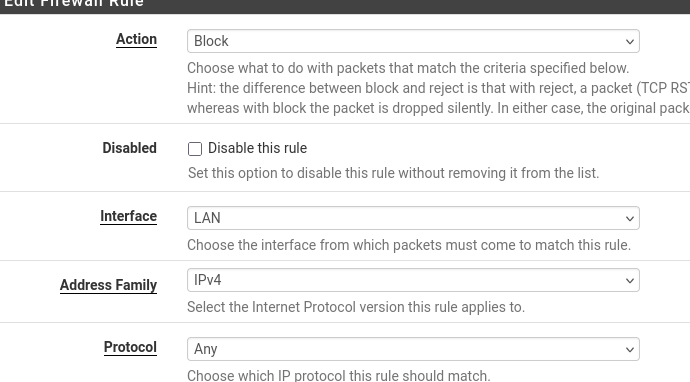 Edit Firewall Rule
Action
Block
Choose what to do with packets that match the criteria specified below.
Hint: the difference between block and reject is that with reject, a packet (TCP RST
whereas with block the packet is dropped silently. In either case, the original pack
Disabled
Disable this rule
Set this option to disable this rule without removing it from the list.
Interface
LAN
Choose the interface from which packets must come to match this rule.
Address Family
IPv4
Select the Internet Protocol version this rule applies to.
Protocol
Any
Choose which IP protocol this rule should match.